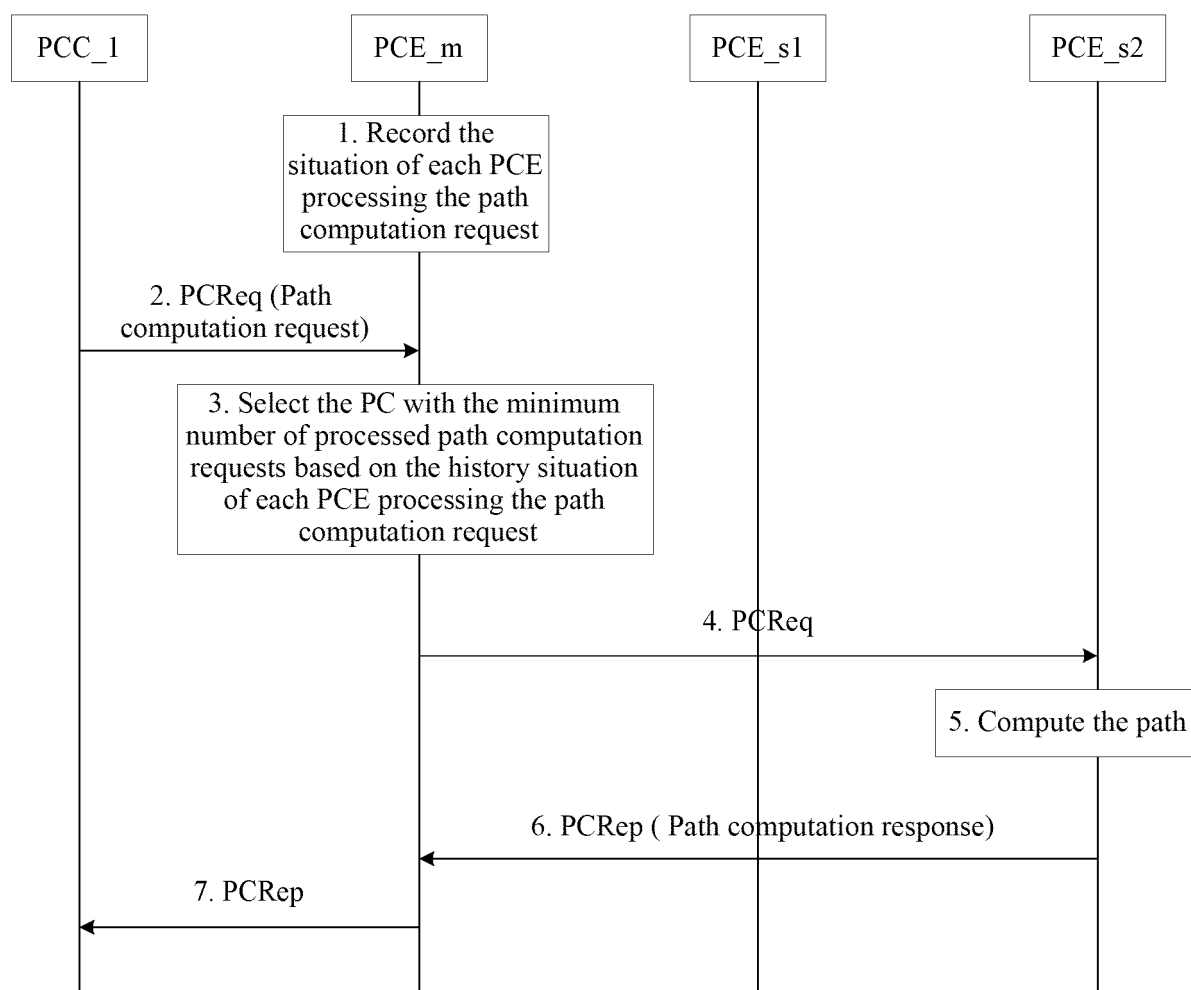 PCC_1
PCE_m
PCE_s1
PCE_s2
1. Record the
situation of each PCE
processing the path
computation request
2. PCReq (Path
computation request)
3. Select the PC with the minimum
number of processed path computation
requests based on the history situation
of each PCE processing the path
computation request
4. PCReq
5. Compute the path
6. PCRep ( Path computation response)
7. PCRep